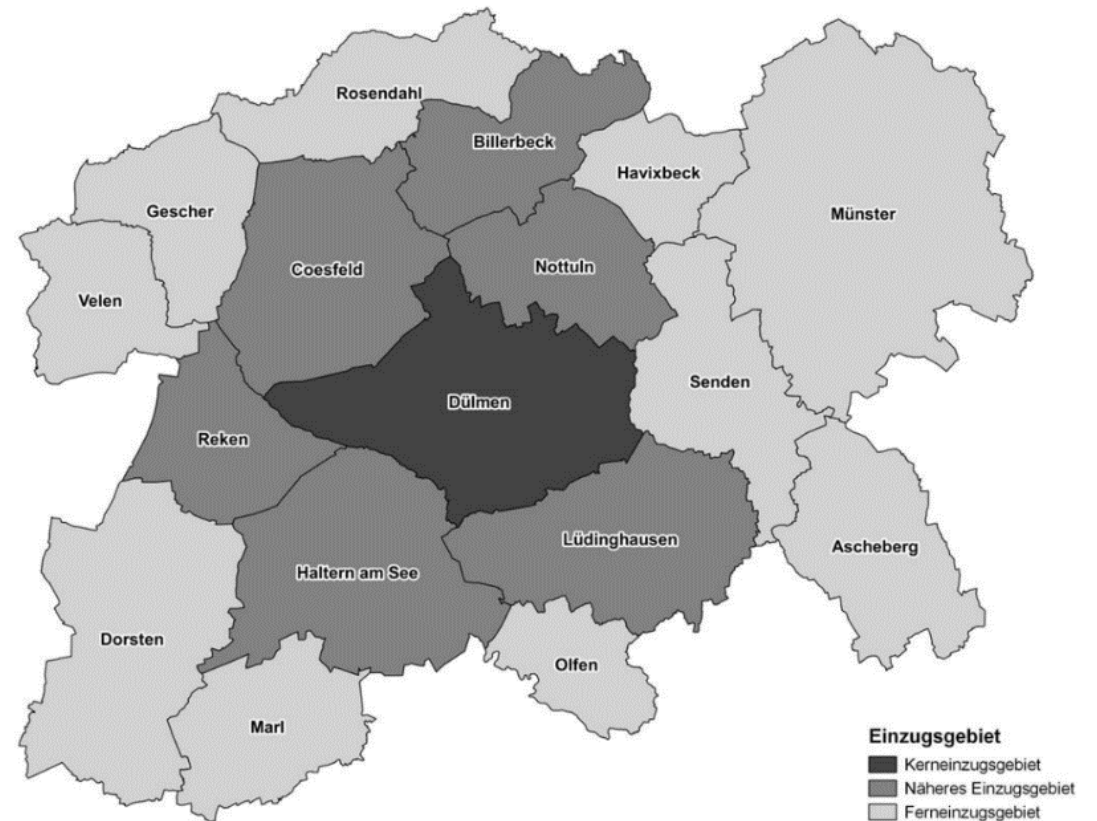 Rosendahl
Billerbeck
Havixbeck
Gescher
Münster
Coesfeld
Nottuln
Velen
Senden
Dülmen
Reken
Lüdinghausen
Ascheberg
Haltern am See
Dorsten
Olfen
Marl
Einzugsgebiet
Kerneinzugsgebiet
Näheres Einzugsgebiet
Ferneinzugsgebiet